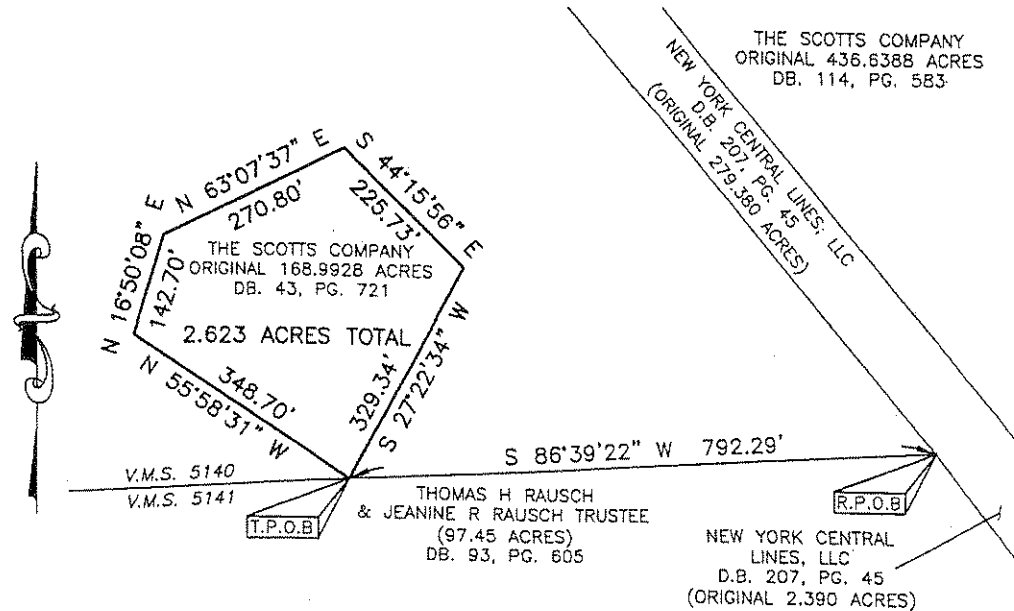 THE SCOTTS COMPANY
ORIGINAL 436.6388 ACRES
DB. 114, PG. 583
NEW YORK CENTRAL LINES, LLC
D.B. 207, PG. 45
(ORIGINAL 279.380 ACRES)
N 63°07'37" E
270.80'
S 44°15'56" E
225.73'
N 16°50'08" E
142.70'
THE SCOTTS COMPANY
ORIGINAL 168.9928 ACRES
DB. 43, PG. 721
2.623 ACRES TOTAL
348.70'
N 55°58'31" W
329.34'
S 27°22'34" W
S 86°39'22" W 792.29'
V.M.S. 5140
V.M.S. 5141
T.P.O.B
THOMAS H RAUSCH
& JEANINE R RAUSCH TRUSTEE
(97.45 ACRES)
DB. 93, PG. 605
R.P.O.B
NEW YORK CENTRAL
LINES, LLC
D.B. 207, PG. 45
(ORIGINAL 2.390 ACRES)